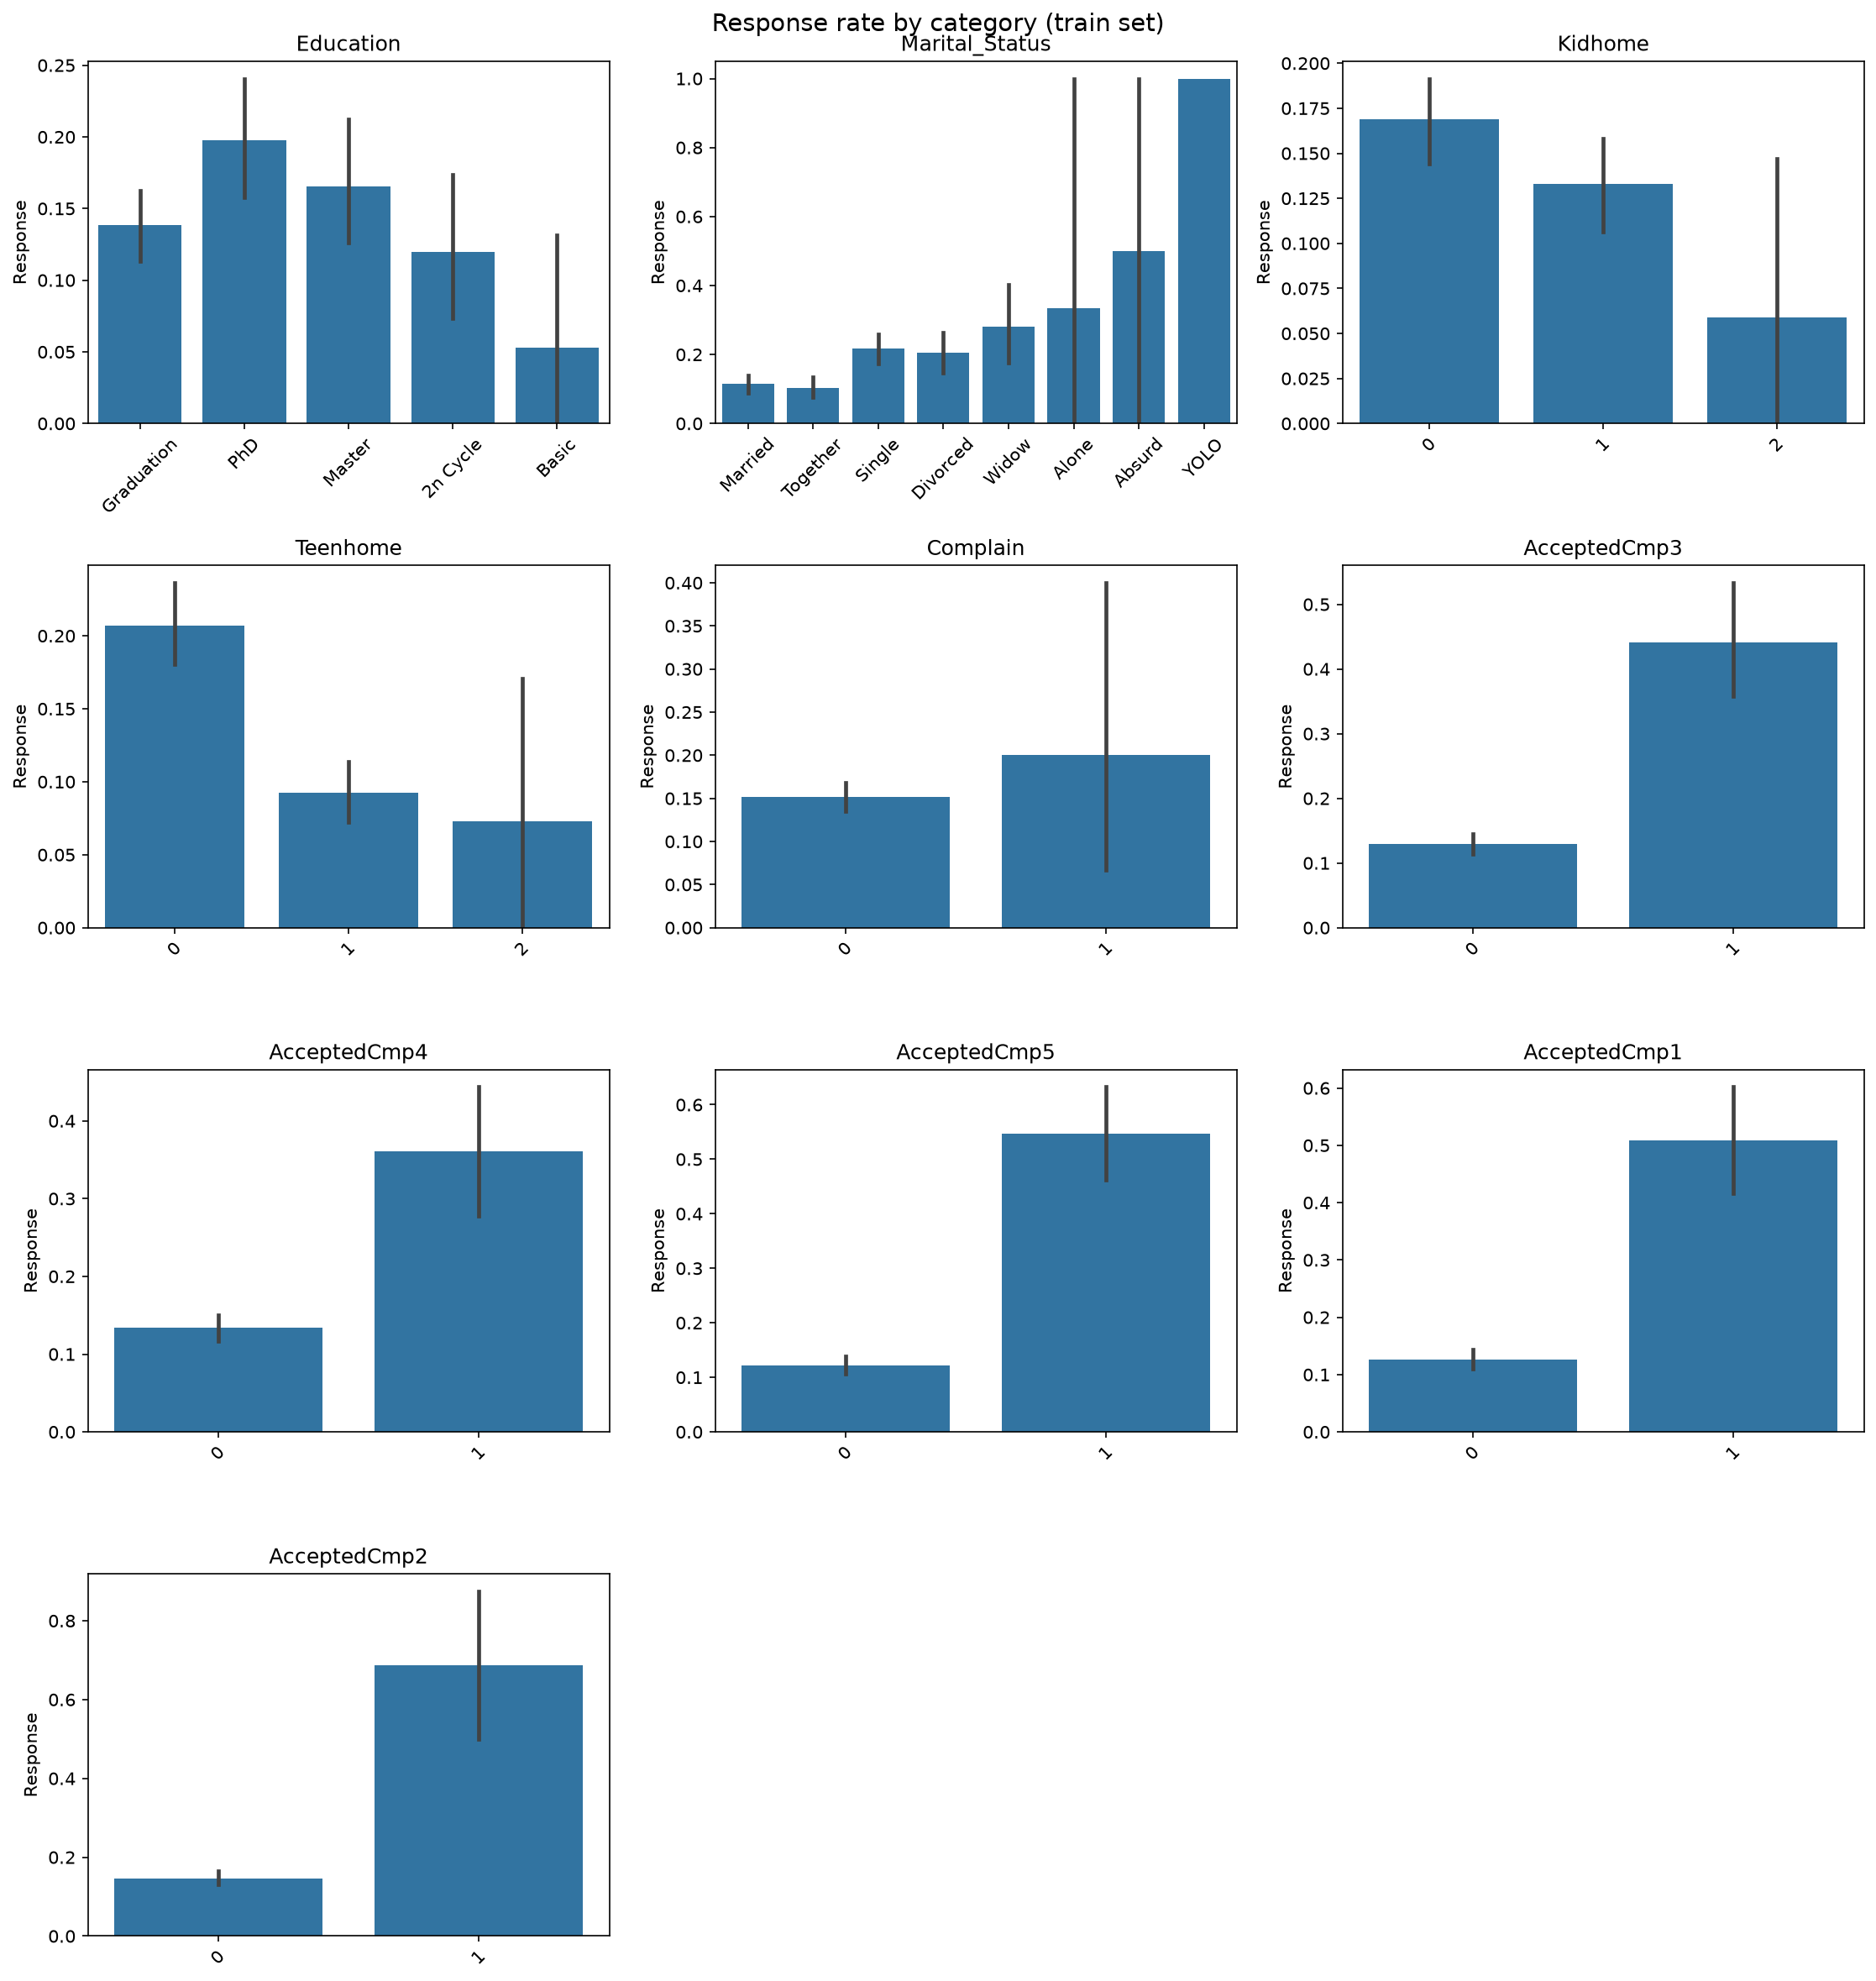 Response rate by category (train set)
Education
Response
0.25
0.20
0.15
0.10
0.05
0.00
Graduation
PhD
Master
2n Cycle
Basic
Marital_Status
Response
1.0
0.8
0.6
0.4
0.2
0.0
Married
Together
Single
Divorced
Widow
Alone
Absurd
YOLO
Kidhome
Response
0.200
0.175
0.150
0.125
0.100
0.075
0.050
0.025
0.000
0
1
2
Teenhome
Response
0.20
0.15
0.10
0.05
0.00
0
1
2
Complain
Response
0.40
0.35
0.30
0.25
0.20
0.15
0.10
0.05
0.00
0
1
AcceptedCmp3
Response
0.5
0.4
0.3
0.2
0.1
0.0
0
1
AcceptedCmp4
Response
0.4
0.3
0.2
0.1
0.0
0
1
AcceptedCmp5
Response
0.6
0.5
0.4
0.3
0.2
0.1
0.0
0
1
AcceptedCmp1
Response
0.6
0.5
0.4
0.3
0.2
0.1
0.0
0
1
AcceptedCmp2
Response
0.8
0.6
0.4
0.2
0.0
0
1